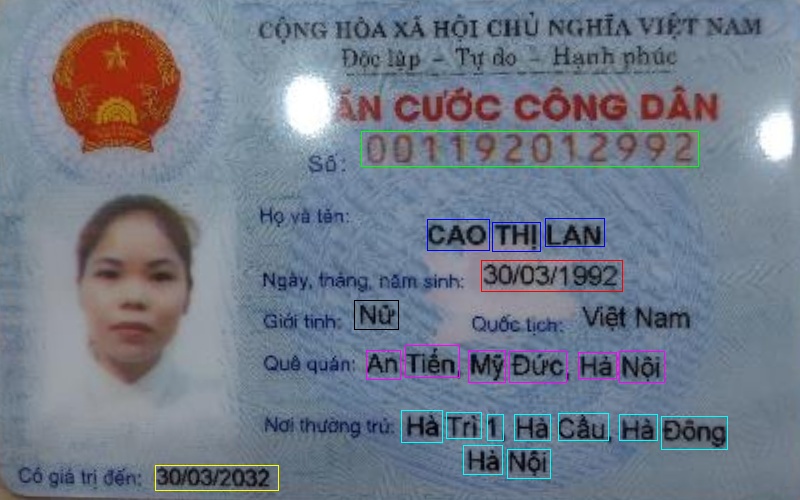 CỘNG HÒA XÃ HỘI CHỦ NGHĨA VIỆT NAM
Độc lập - Tự do - Hạnh phúc
ĂN CƯỚC CÔNG DÂN
Số: 001192012992
Họ và tên:
CAO THỊ LAN
Ngày, tháng, năm sinh: 30/03/1992
Giới tính: Nữ Quốc tịch: Việt Nam
Quê quán: An Tiến, Mỹ Đức, Hà Nội
Nơi thường trú: Hà Trì 1, Hà Cầu, Hà Đông
Hà Nội
Có giá trị đến: 30/03/2032